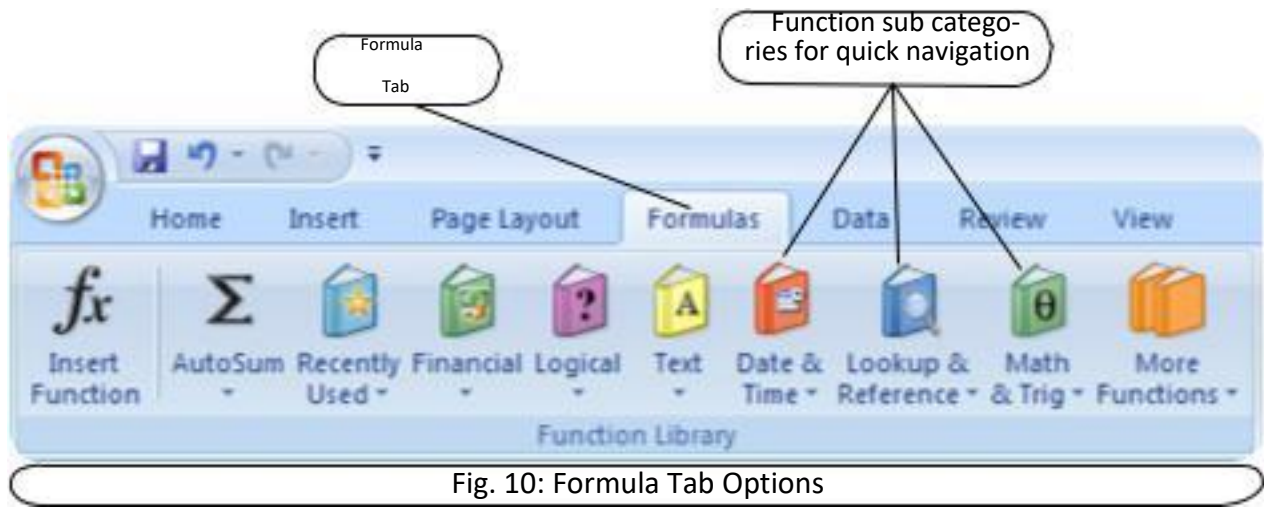 Formula
Tab
Function sub catego-
ries for quick navigation
Home Insert Page Layout Formulas Data Review View
fx Σ ? A θ
Insert AutoSum Recently Financial Logical Text Date & Lookup & Math More
Function Used Time Reference & Trig Functions
Function Library
Fig. 10: Formula Tab Options